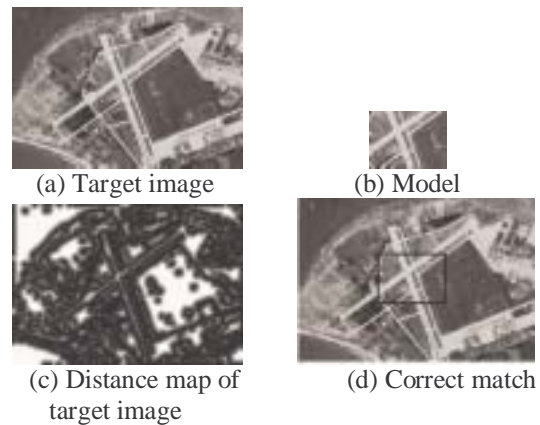 (a) Target image
(b) Model
(c) Distance map of
target image
(d) Correct match